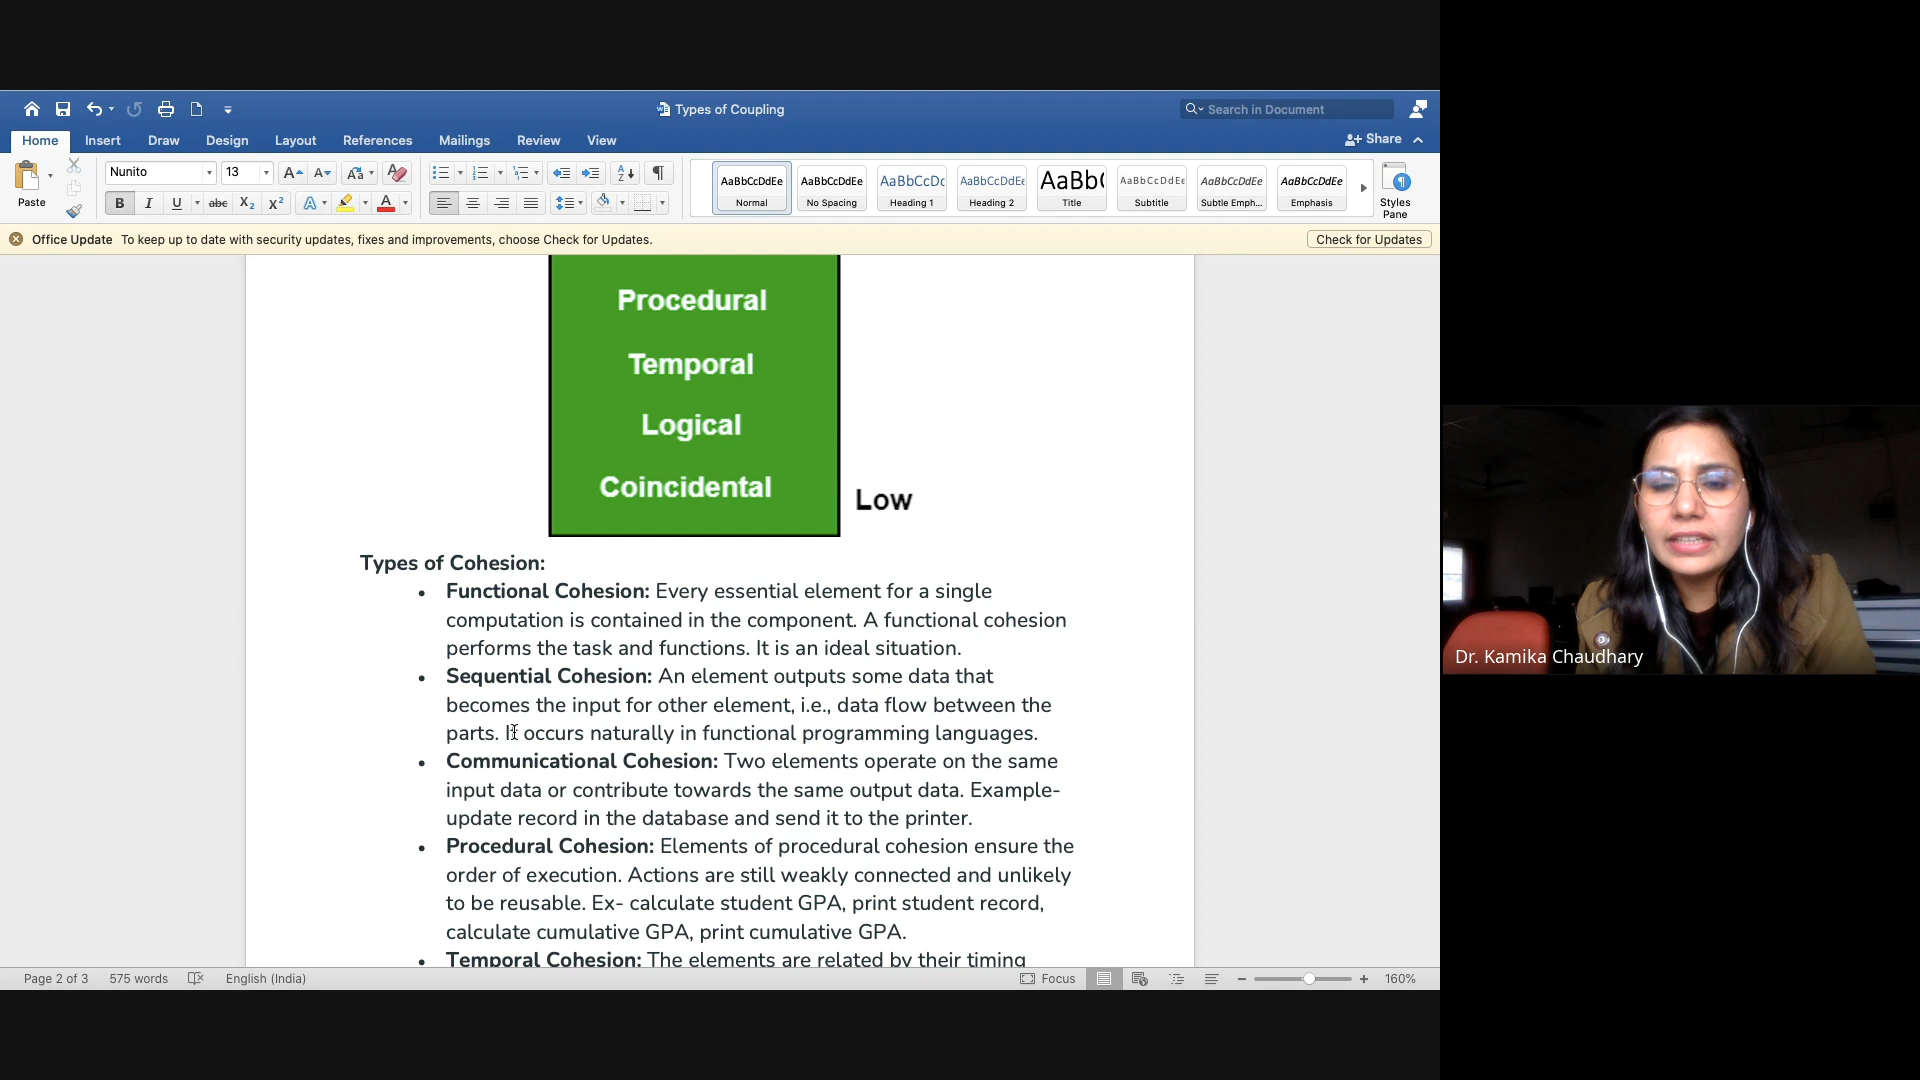 Types of Coupling
Search in Document
Home Insert Draw Design Layout References Mailings Review View
Share
Paste
Nunito 13
AaBbCcDdEe AaBbCcDdEe AaBbCcDc AaBbCcDdEe AaBb( AaBbCcDdEe AaBbCcDdEe AaBbCcDdEe
Normal No Spacing Heading 1 Heading 2 Title Subtitle Subtle Emph... Emphasis
Styles
Pane
Office Update To keep up to date with security updates, fixes and improvements, choose Check for Updates.
Check for Updates
Procedural
Temporal
Logical
Coincidental
Low
Types of Cohesion:
• Functional Cohesion: Every essential element for a single
computation is contained in the component. A functional cohesion
performs the task and functions. It is an ideal situation.
• Sequential Cohesion: An element outputs some data that
becomes the input for other element, i.e., data flow between the
parts. It occurs naturally in functional programming languages.
• Communicational Cohesion: Two elements operate on the same
input data or contribute towards the same output data. Example-
update record in the database and send it to the printer.
• Procedural Cohesion: Elements of procedural cohesion ensure the
order of execution. Actions are still weakly connected and unlikely
to be reusable. Ex- calculate student GPA, print student record,
calculate cumulative GPA, print cumulative GPA.
• Temporal Cohesion: The elements are related by their timing
Page 2 of 3 575 words English (India)
Focus
160%
Dr. Kamika Chaudhary